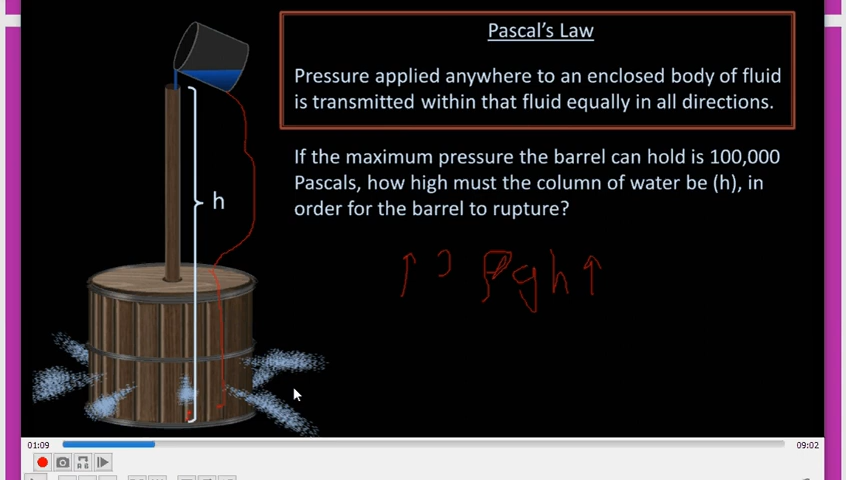 Pascal's Law
Pressure applied anywhere to an enclosed body of fluid
is transmitted within that fluid equally in all directions.
If the maximum pressure the barrel can hold is 100,000
Pascals, how high must the column of water be (h), in
order for the barrel to rupture?
h
gh↑
01:09
09:02